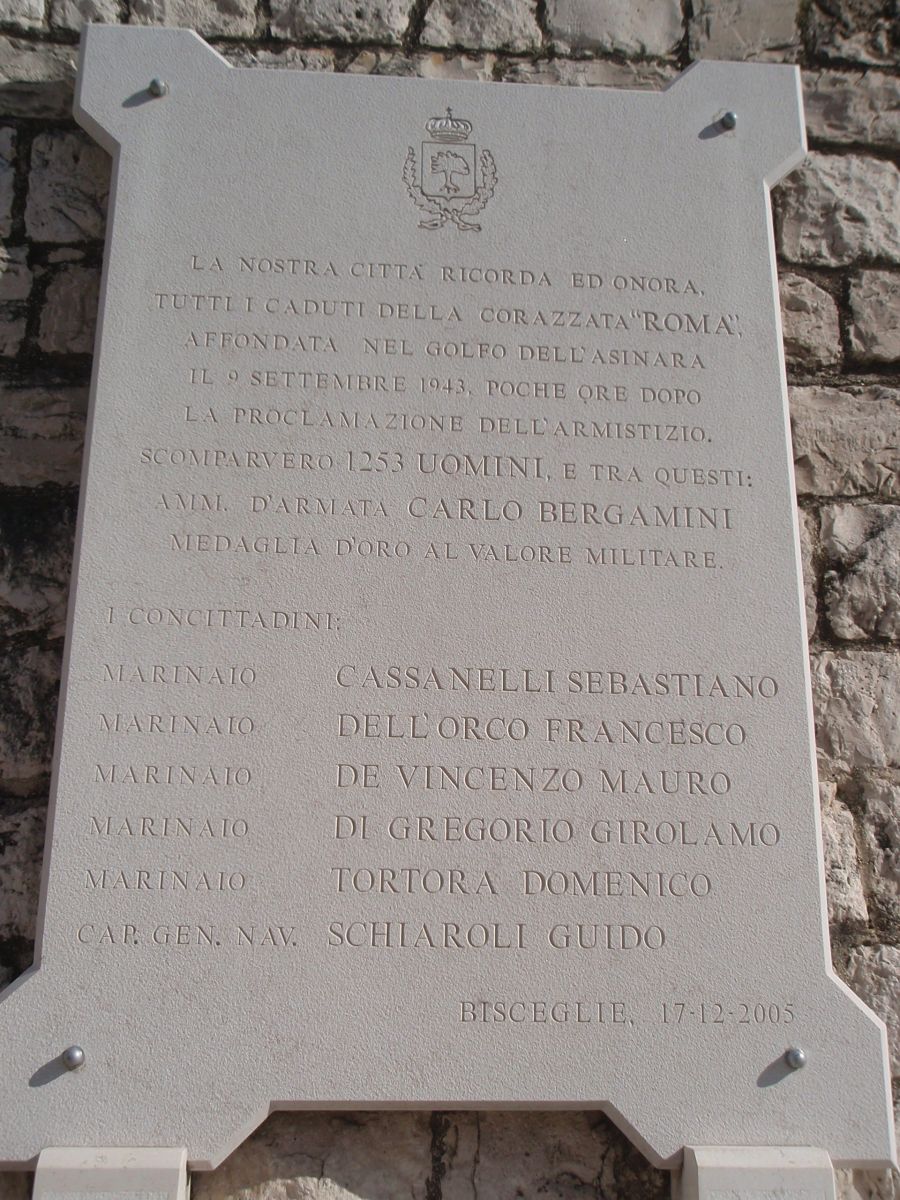 LA NOSTRA CITTÀ RICORDA ED ONORA,
TUTTI I CADUTI DELLA CORAZZATA "ROMA",
AFFONDATA NEL GOLFO DELL'ASINARA
IL 9 SETTEMBRE 1943, POCHE ORE DOPO
LA PROCLAMAZIONE DELL'ARMISTIZIO.
SCOMPARVERO 1253 UOMINI, E TRA QUESTI:
AMM. D'ARMATA CARLO BERGAMINI
MEDAGLIA D'ORO AL VALORE MILITARE.
I CONCITTADINI:
MARINAIO CASSANELLI SEBASTIANO
MARINAIO DELL'ORCO FRANCESCO
MARINAIO DE VINCENZO MAURO
MARINAIO DI GREGORIO GIROLAMO
MARINAIO TORTORA DOMENICO
CAP. GEN. NAV. SCHIAROLI GUIDO
BISCEGLIE, 17-12-2005